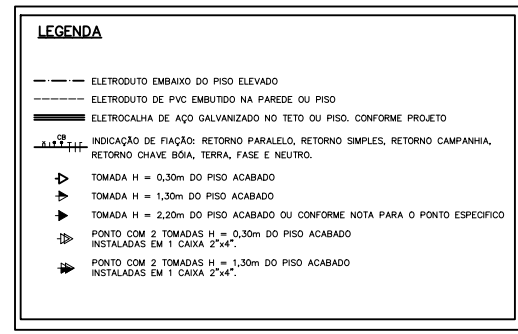 LEGENDA
ELETRODUTO EMBAIXO DO PISO ELEVADO
ELETRODUTO DE PVC EMBUTIDO NA PAREDE OU PISO
ELETROCALHA DE AÇO GALVANIZADO NO TETO OU PISO. CONFORME PROJETO
CB
INDICAÇÃO DE FIAÇÃO: RETORNO PARALELO, RETORNO SIMPLES, RETORNO CAMPANHIA,
RETORNO CHAVE BÓIA, TERRA, FASE E NEUTRO.
TOMADA H = 0,30m DO PISO ACABADO
TOMADA H = 1,30m DO PISO ACABADO
TOMADA H = 2,20m DO PISO ACABADO OU CONFORME NOTA PARA O PONTO ESPECIFICO
PONTO COM 2 TOMADAS H = 0,30m DO PISO ACABADO
INSTALADAS EM 1 CAIXA 2"x4".
PONTO COM 2 TOMADAS H = 1,30m DO PISO ACABADO
INSTALADAS EM 1 CAIXA 2"x4".